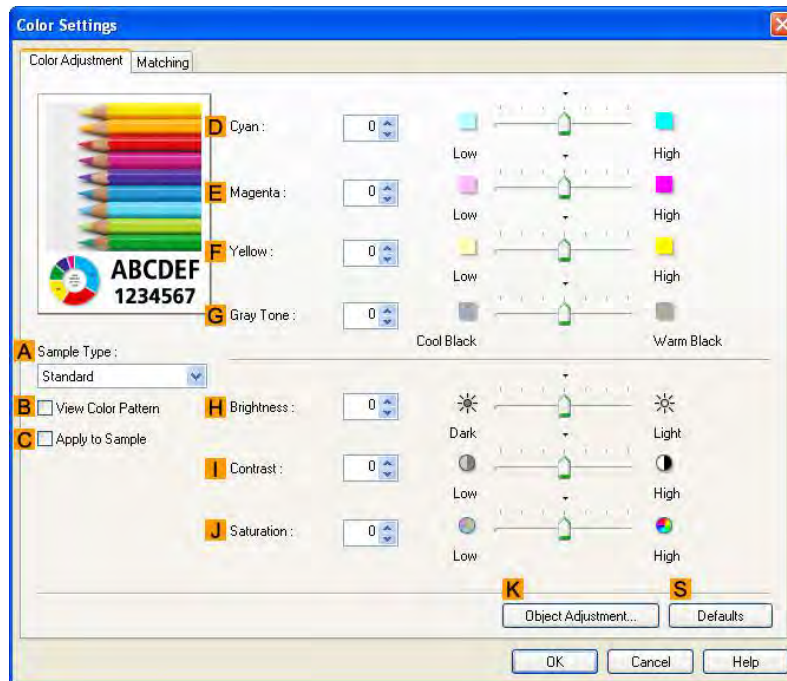 Color Settings
Color Adjustment Matching
D Cyan : 0
Low High
E Magenta : 0
Low High
F Yellow : 0
Low High
ABCDEF
1234567
G Gray Tone : 0
Cool Black Warm Black
A Sample Type :
Standard
B View Color Pattern
H Brightness : 0
Dark Light
C Apply to Sample
I Contrast : 0
Low High
J Saturation : 0
Low High
K S
Object Adjustment... Defaults
OK Cancel Help